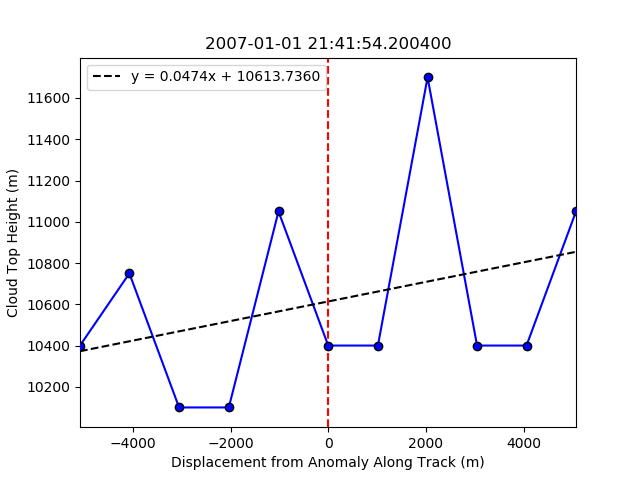 2007-01-01 21:41:54.200400
y = 0.0474x + 10613.7360
Cloud Top Height (m)
11600
11400
11200
11000
10800
10600
10400
10200
−4000 −2000 0 2000 4000
Displacement from Anomaly Along Track (m)